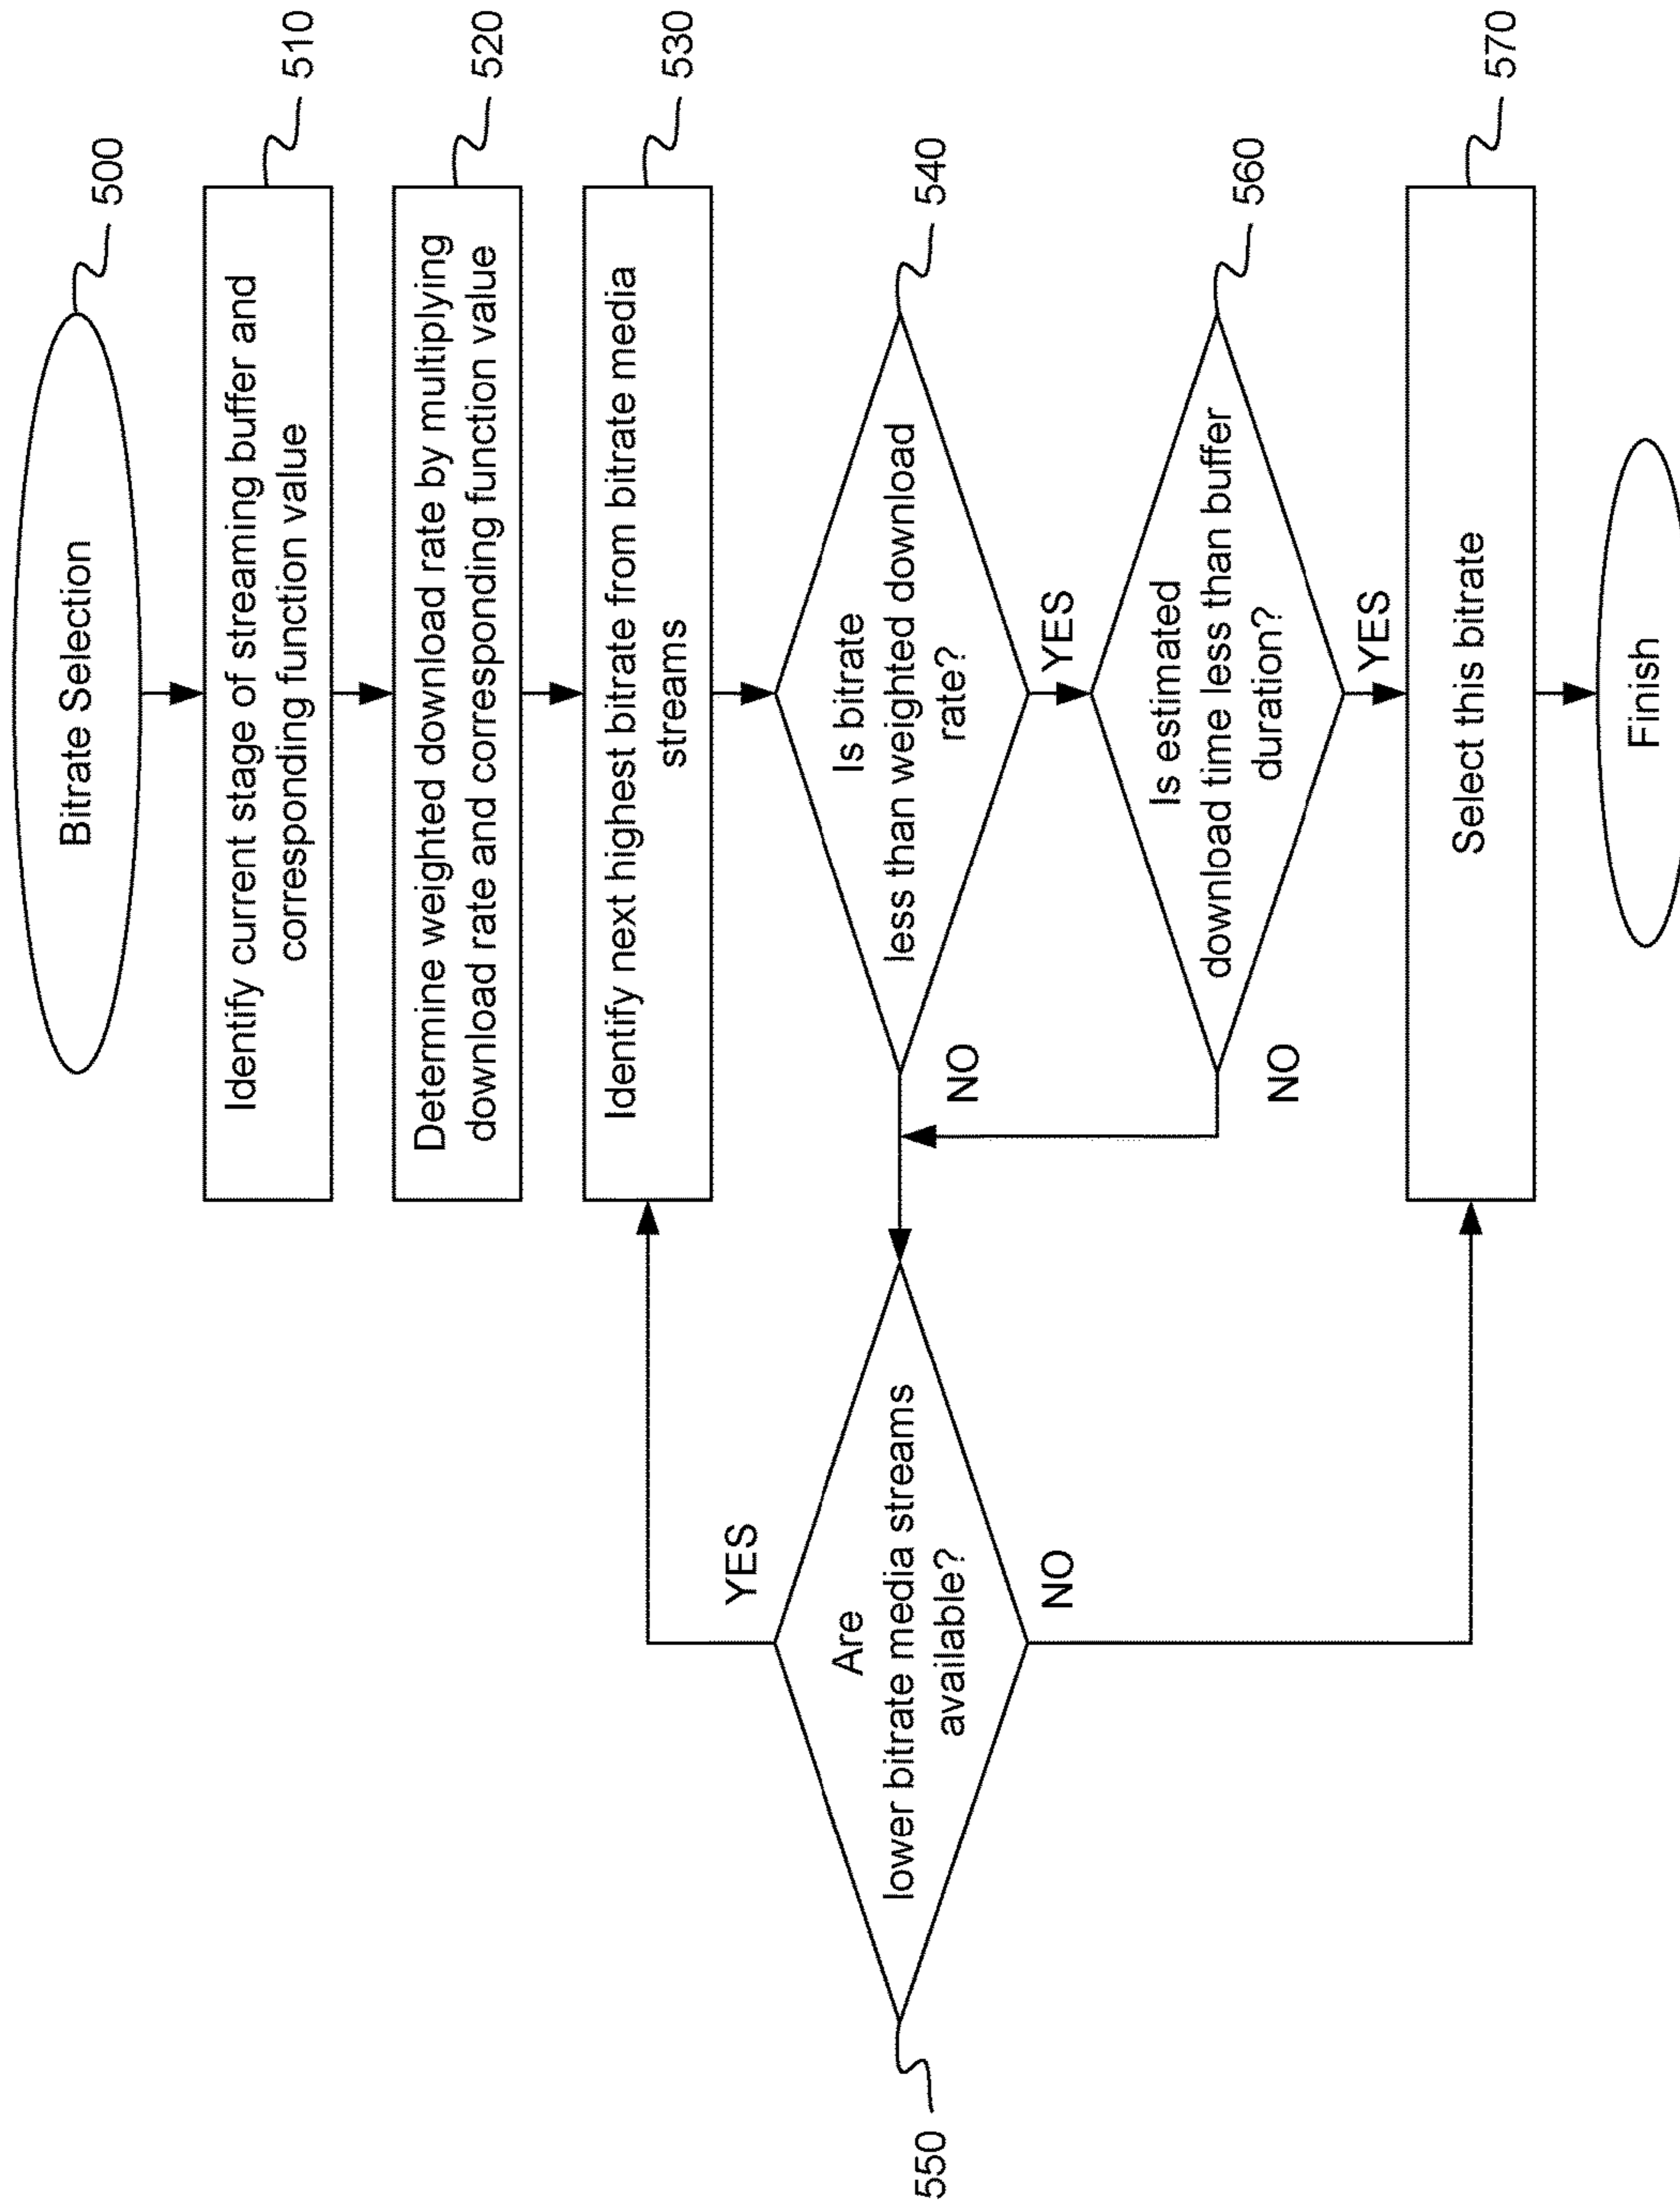 Bitrate Selection
500
Identify current stage of streaming buffer and
corresponding function value
510
Determine weighted download rate by multiplying
download rate and corresponding function value
520
Identify next highest bitrate from bitrate media
streams
530
Is bitrate
less than weighted download
rate?
540
YES
NO
Are
lower bitrate media streams
available?
550
YES
NO
Is estimated
download time less than buffer
duration?
560
YES
NO
Select this bitrate
570
Finish